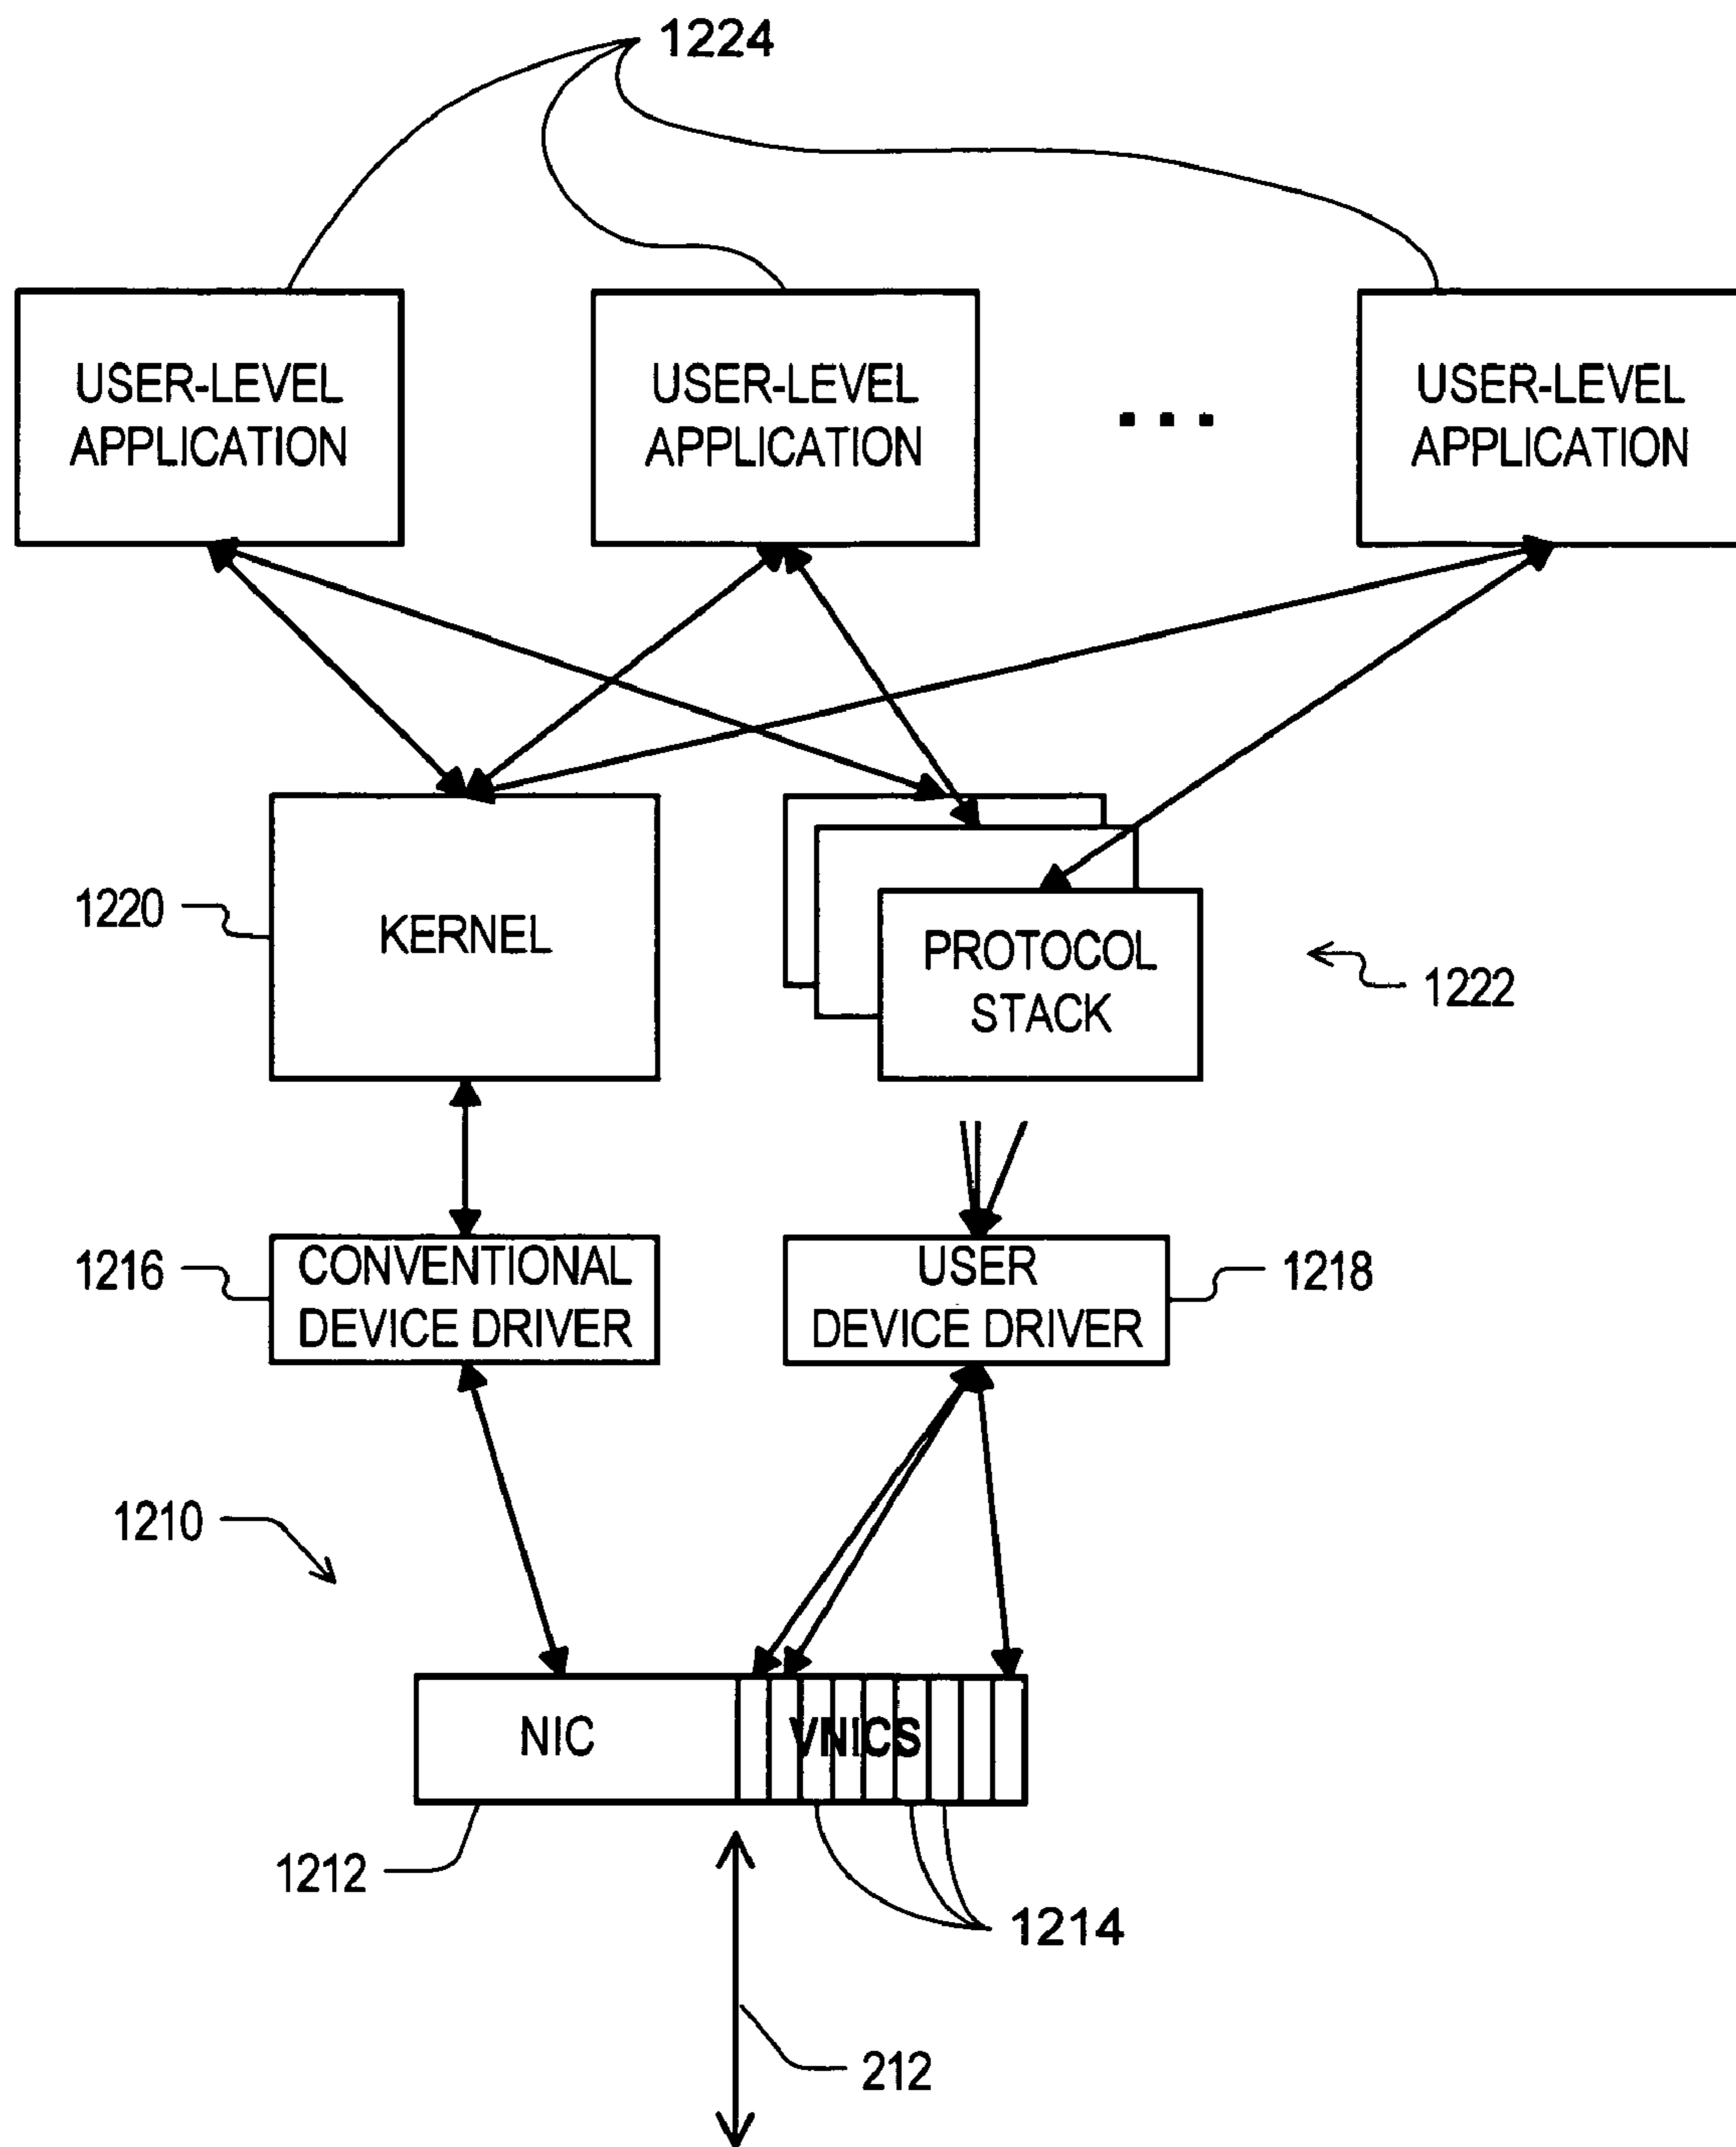 1224
USER-LEVEL
APPLICATION
USER-LEVEL
APPLICATION
...
USER-LEVEL
APPLICATION
1220
KERNEL
PROTOCOL
STACK
1222
1216
CONVENTIONAL
DEVICE DRIVER
USER
DEVICE DRIVER
1218
1210
NIC
VNICS
1212
1214
212